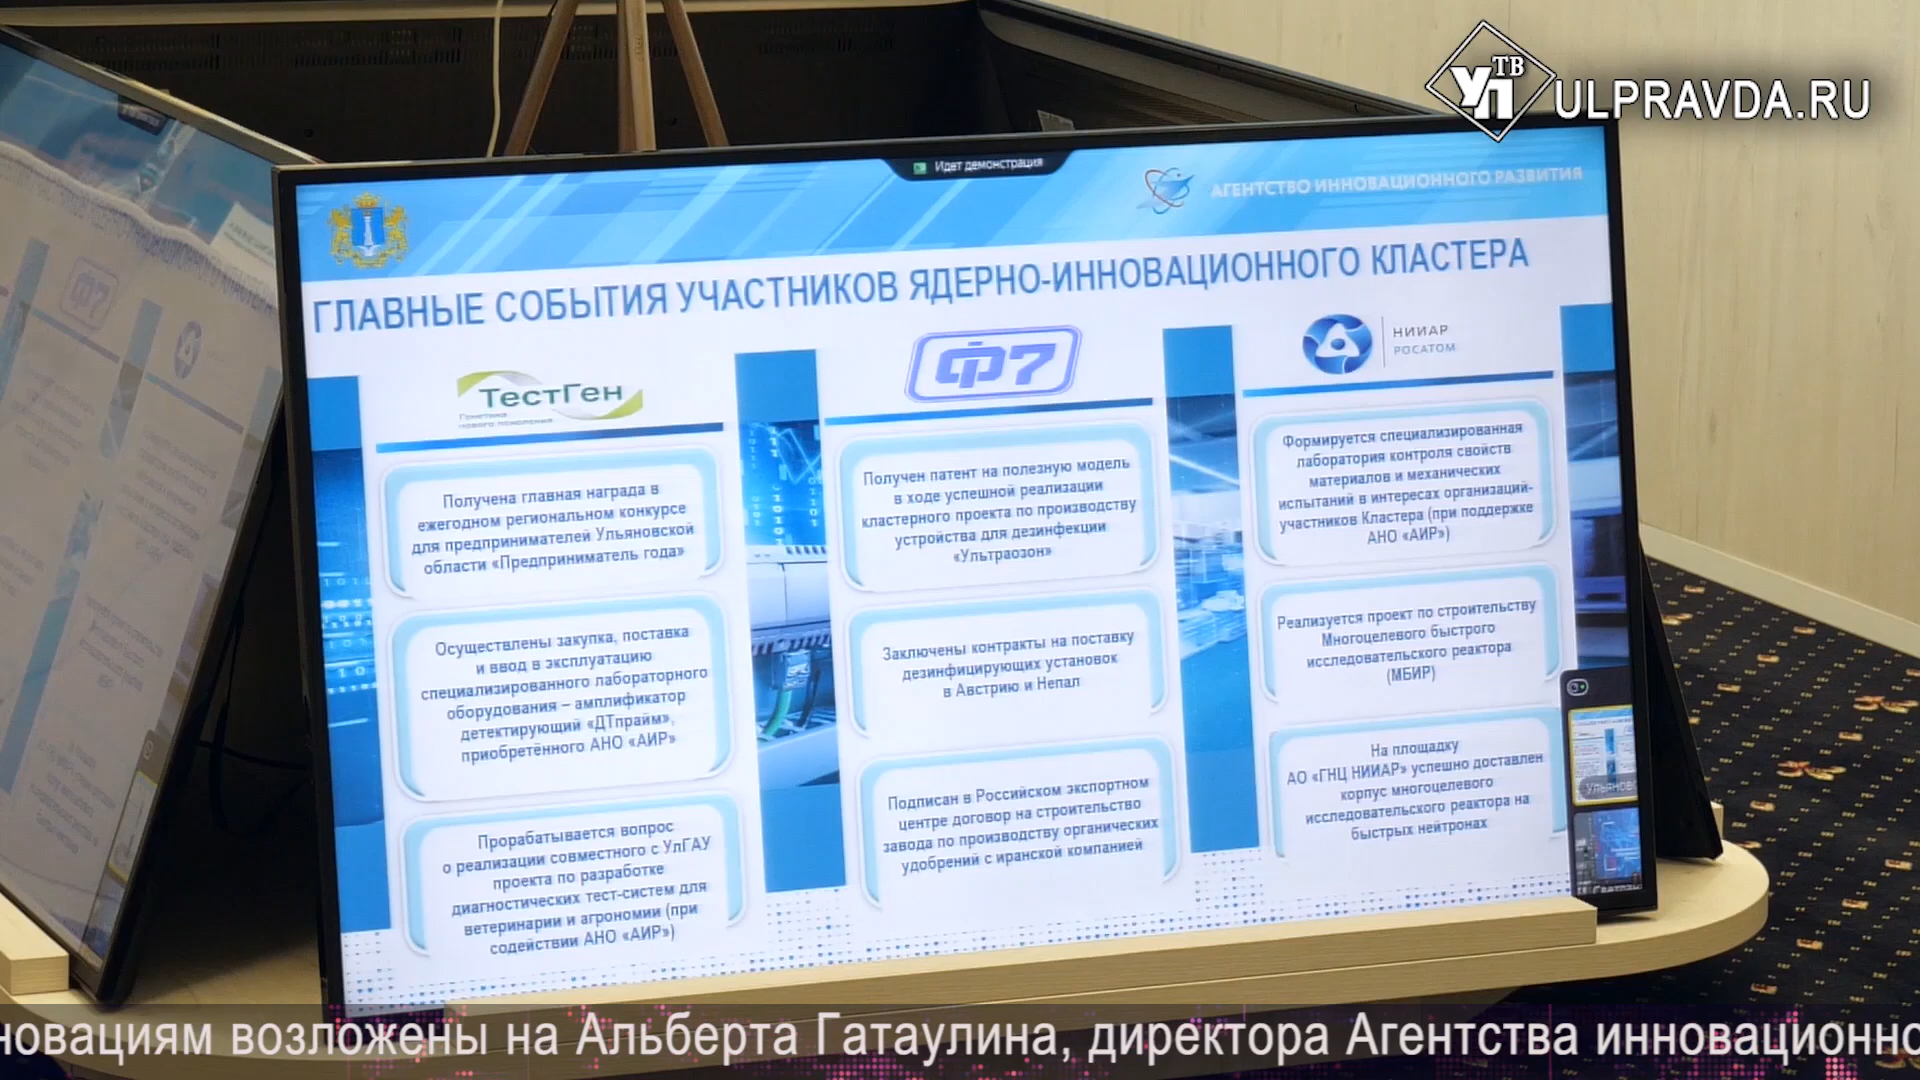 УП ТВ
ULPRAVDA.RU
Идет демонстрация
АГЕНТСТВО ИННОВАЦИОННОГО РАЗВИТИЯ
ГЛАВНЫЕ СОБЫТИЯ УЧАСТНИКОВ ЯДЕРНО-ИННОВАЦИОННОГО КЛАСТЕРА
ТестГен
Генетика
нового поколения
Получена главная награда в
ежегодном региональном конкурсе
для предпринимателей Ульяновской
области «Предприниматель года»
Осуществлены закупка, поставка
и ввод в эксплуатацию
специализированного лабораторного
оборудования – амплификатор
детектирующий «ДТпрайм»,
приобретённого АНО «АИР»
Прорабатывается вопрос
о реализации совместного с УлГАУ
проекта по разработке
диагностических тест-систем для
ветеринарии и агрономии (при
содействии АНО «АИР»)
Ф7
Получен патент на полезную модель
в ходе успешной реализации
кластерного проекта по производству
устройства для дезинфекции
«Ультраозон»
Заключены контракты на поставку
дезинфицирующих установок
в Австрию и Непал
Подписан в Российском экспортном
центре договор на строительство
завода по производству органических
удобрений с иранской компанией
НИИАР
РОСАТОМ
Формируется специализированная
лаборатория контроля свойств
материалов и механических
испытаний в интересах организаций-
участников Кластера (при поддержке
АНО «АИР»)
Реализуется проект по строительству
Многоцелевого быстрого
исследовательского реактора
(МБИР)
На площадку
АО «ГНЦ НИИАР» успешно доставлен
корпус многоцелевого
исследовательского реактора на
быстрых нейтронах
новациям возложены на Альберта Гатаулина, директора Агентства инновационно